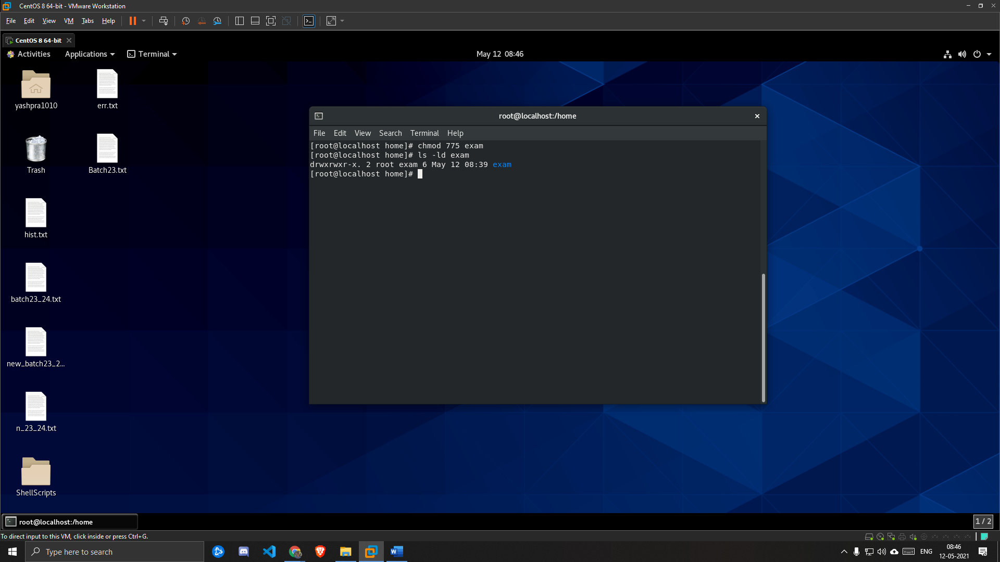 CentOS 8 64-bit - VMware Workstation
File Edit View VM Tabs Help
CentOS 8 64-bit
Activities Applications Terminal May 12 08:46
yashpra1010
err.txt
Trash
Batch23.txt
hist.txt
batch23_24.txt
new_batch23_2...
n_23_24.txt
ShellScripts
root@localhost:/home
File Edit View Search Terminal Help
[root@localhost home]# chmod 775 exam
[root@localhost home]# ls -ld exam
drwxrwxr-x. 2 root exam 6 May 12 08:39 exam
[root@localhost home]#
root@localhost:/home
1 / 2
To direct input to this VM, click inside or press Ctrl+G.
Type here to search
ENG
08:46
12-05-2021